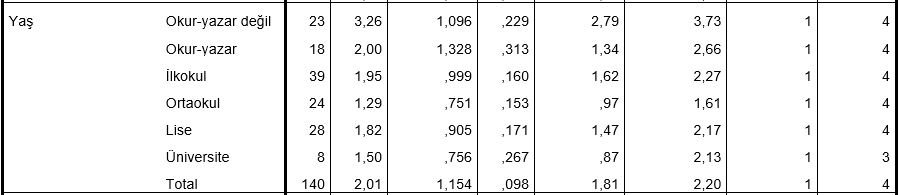 Yaş Okur-yazar değil 23 3,26 1,096 ,229 2,79 3,73 1 4
Okur-yazar 18 2,00 1,328 ,313 1,34 2,66 1 4
İlkokul 39 1,95 ,999 ,160 1,62 2,27 1 4
Ortaokul 24 1,29 ,751 ,153 ,97 1,61 1 4
Lise 28 1,82 ,905 ,171 1,47 2,17 1 4
Üniversite 8 1,50 ,756 ,267 ,87 2,13 1 3
Total 140 2,01 1,154 ,098 1,81 2,20 1 4